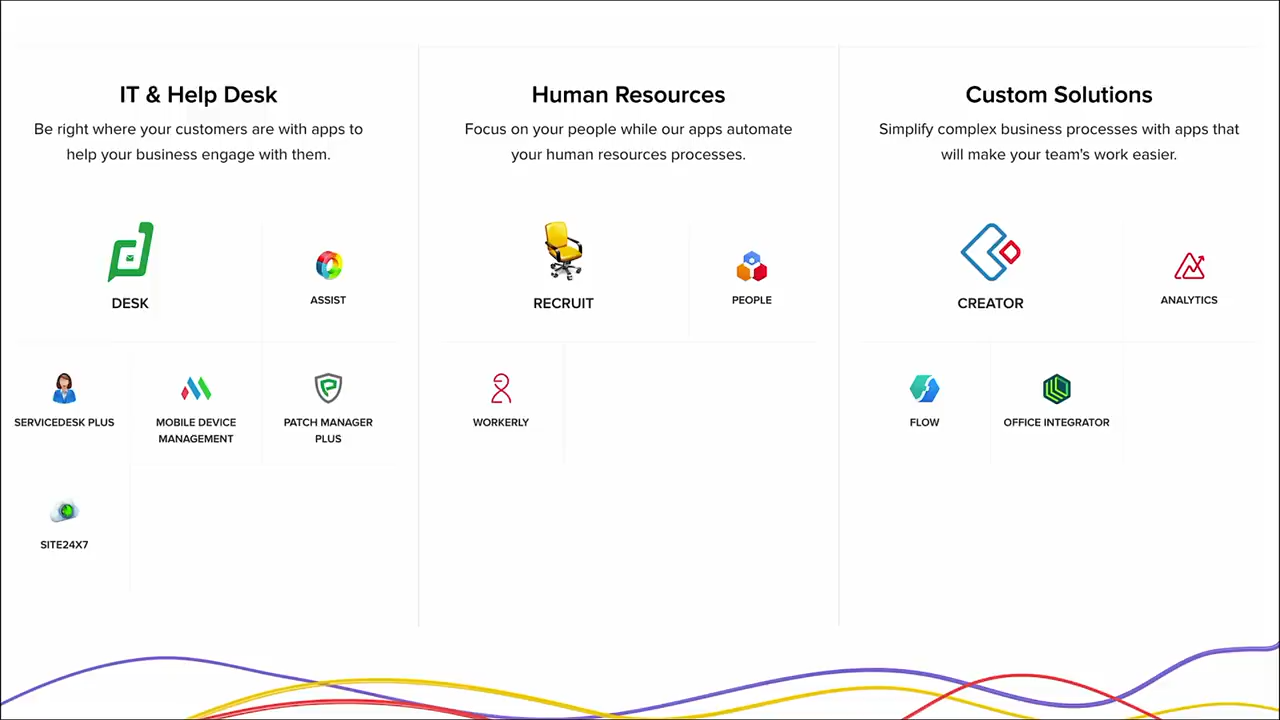 IT & Help Desk
Be right where your customers are with apps to
help your business engage with them.
DESK
ASSIST
SERVICEDESK PLUS
MOBILE DEVICE
MANAGEMENT
PATCH MANAGER
PLUS
SITE24X7
Human Resources
Focus on your people while our apps automate
your human resources processes.
RECRUIT
PEOPLE
WORKERLY
Custom Solutions
Simplify complex business processes with apps that
will make your team's work easier.
CREATOR
ANALYTICS
FLOW
OFFICE INTEGRATOR